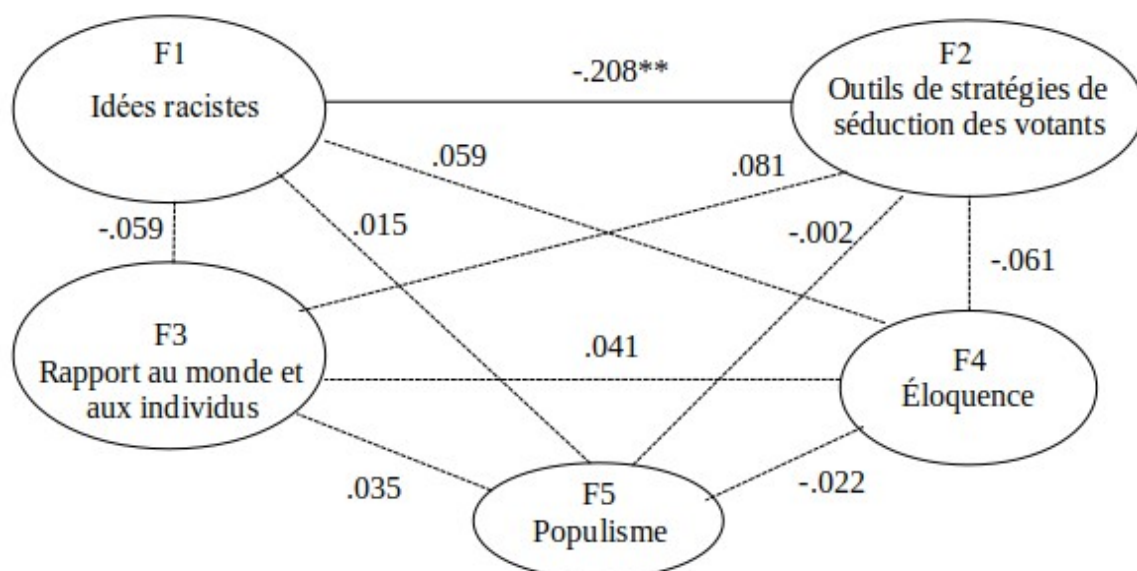 F1
Idées racistes
-.208**
F2
Outils de stratégies de
séduction des votants
.059
.081
-.059
.015
-.002
-.061
F3
Rapport au monde et
aux individus
.041
F4
Éloquence
.035
F5
Populisme
-.022